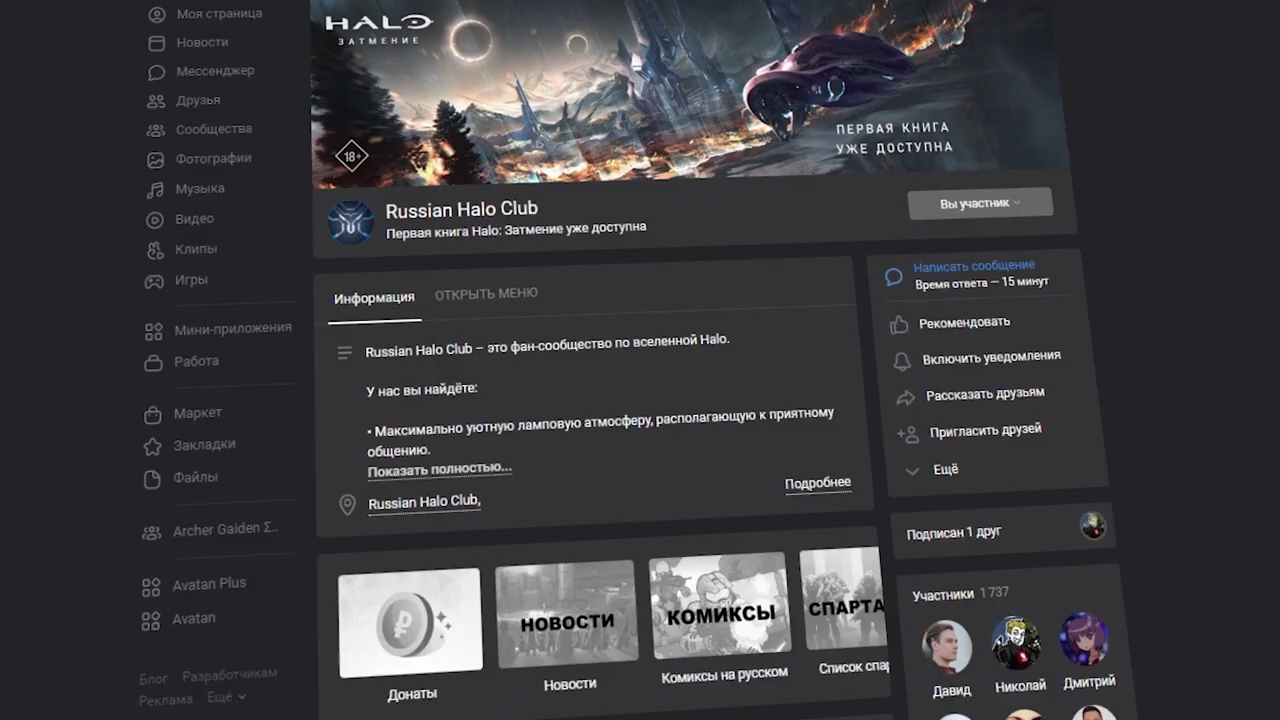 Моя страница
Новости
Мессенджер
Друзья
Сообщества
Фотографии
Музыка
Видео
Клипы
Игры
Мини-приложения
Работа
Маркет
Закладки
Файлы
Archer Gaiden Σ..
Avatan Plus
Avatan
Блог Разработчикам
Реклама Ещё
HALO
ЗАТМЕНИЕ
18+
ПЕРВАЯ КНИГА
УЖЕ ДОСТУПНА
Russian Halo Club
Первая книга Halo: Затмение уже доступна
Вы участник
Информация ОТКРЫТЬ МЕНЮ
Russian Halo Club – это фан-сообщество по вселенной Halo.
У нас вы найдёте:
• Максимально уютную ламповую атмосферу, располагающую к приятному
общению.
Показать полностью...
Russian Halo Club,
Подробнее
НОВОСТИ
КОМИКСЫ
СПАРТА
Донаты
Новости
Комиксы на русском
Список спар
Написать сообщение
Время ответа — 15 минут
Рекомендовать
Включить уведомления
Рассказать друзьям
Пригласить друзей
Ещё
Подписан 1 друг
Участники 1 737
Давид Николай Дмитрий